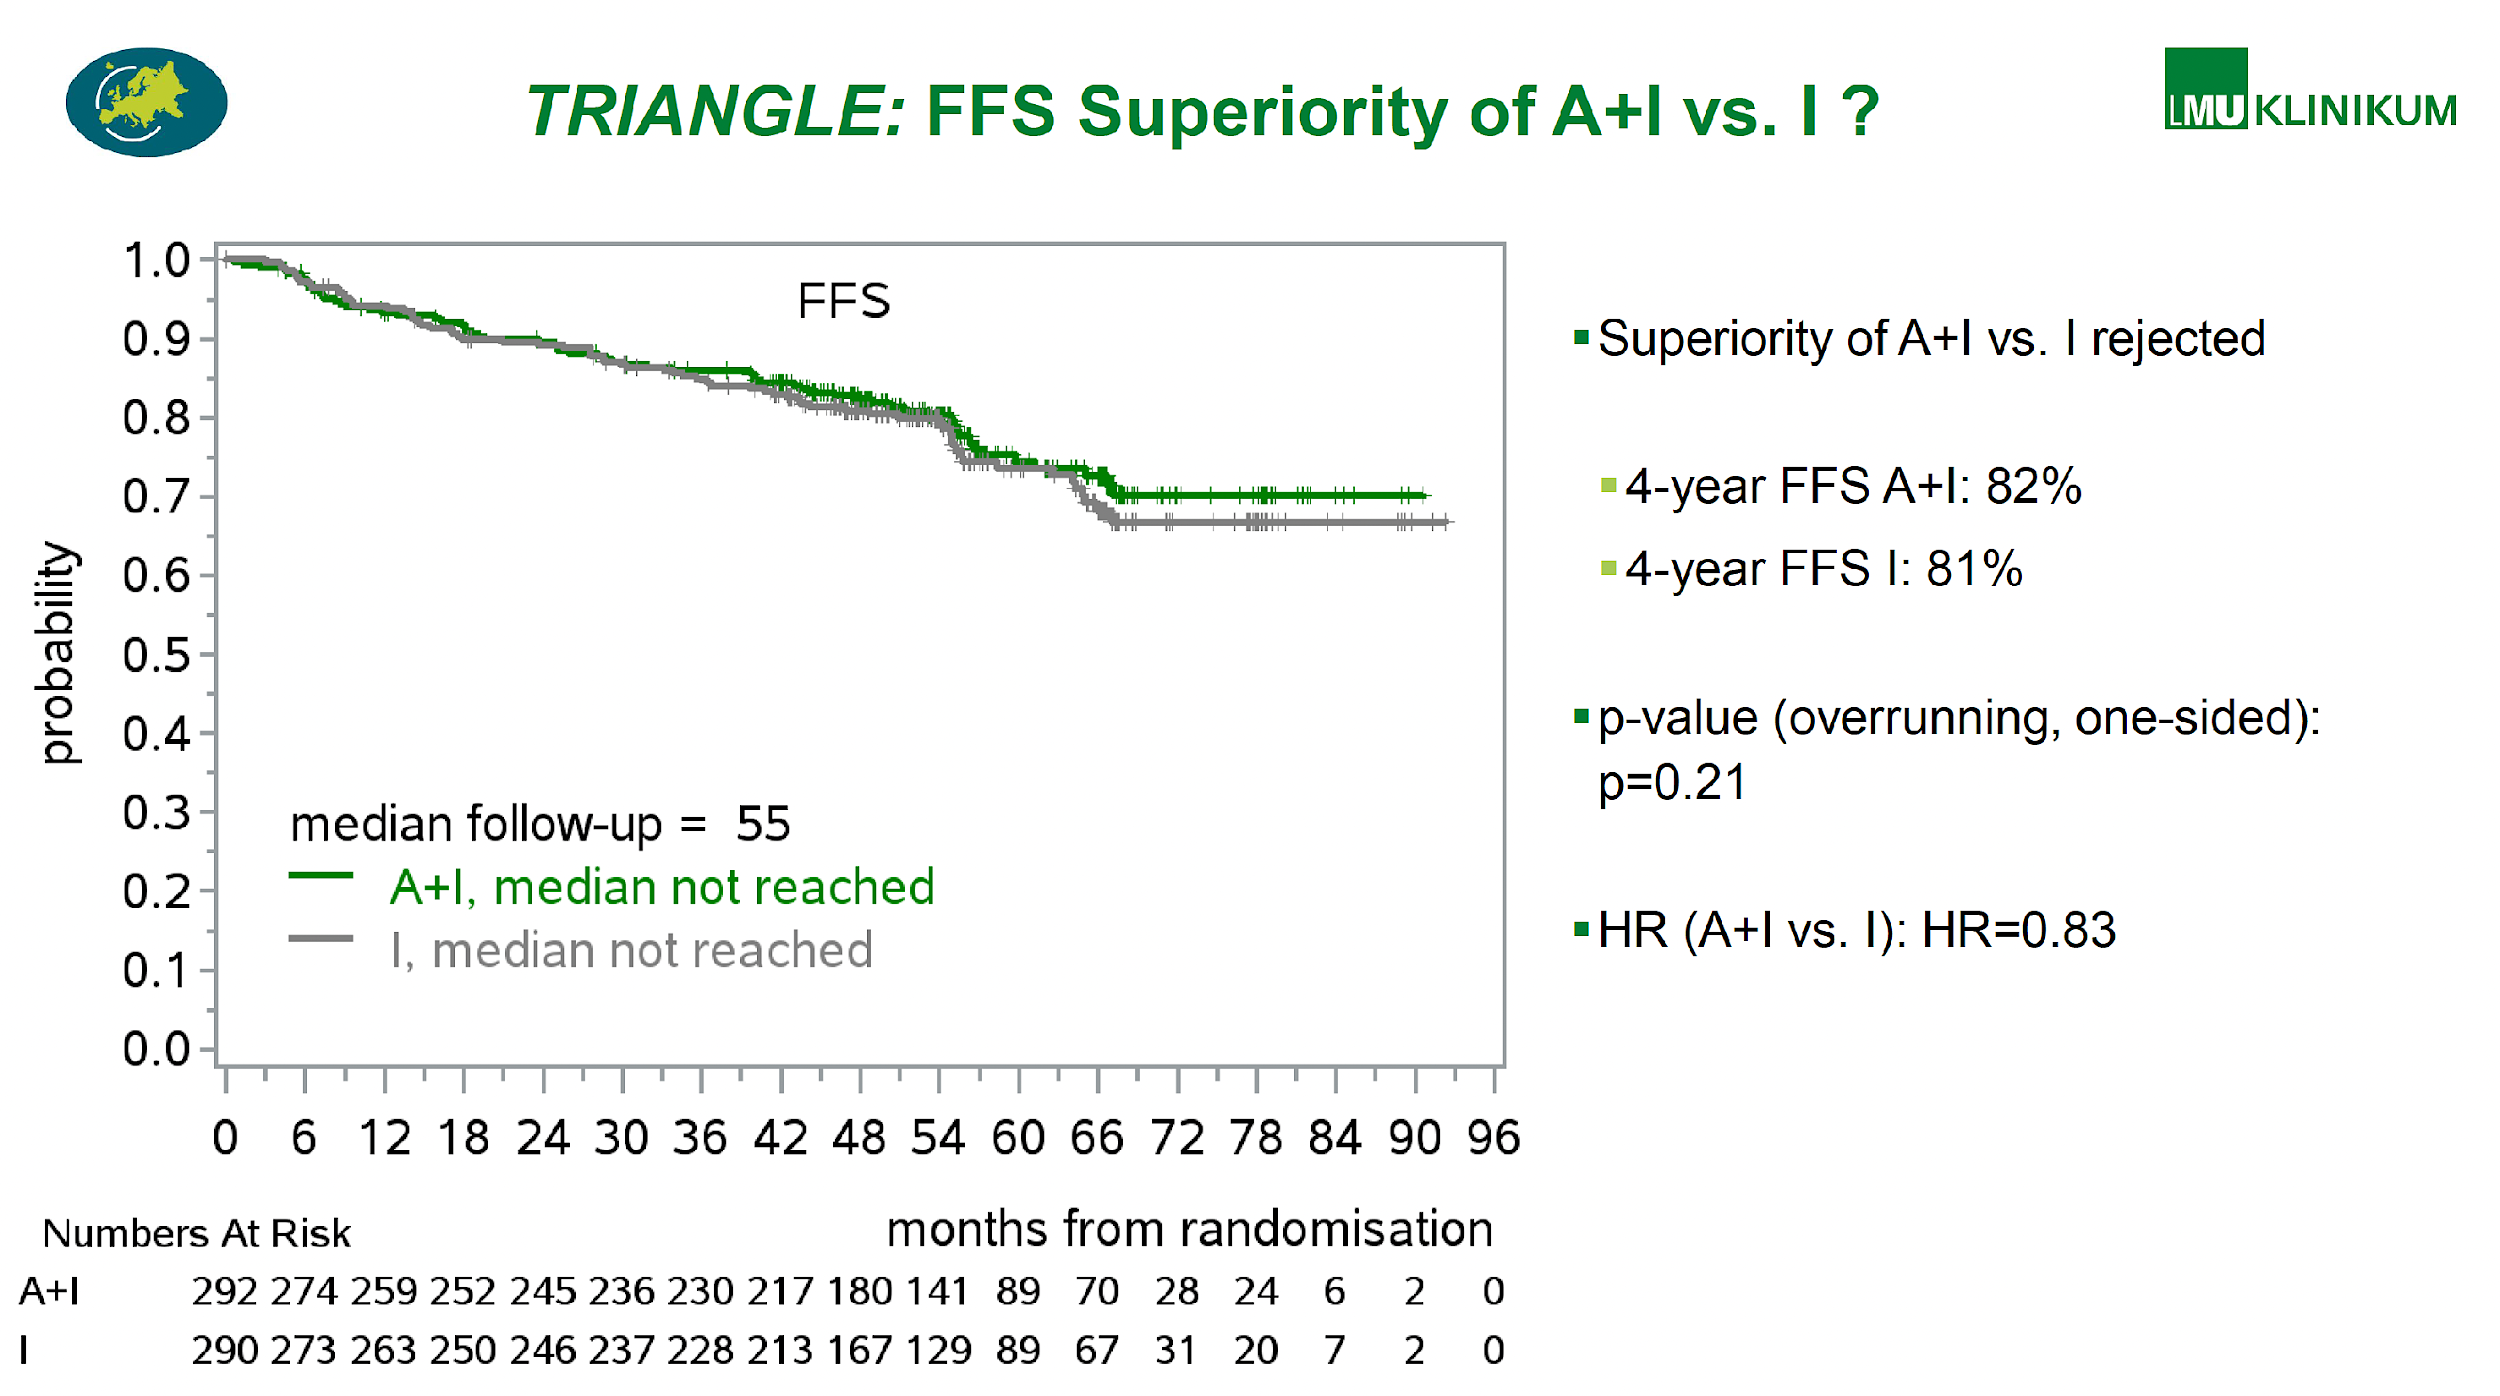 TRIANGLE: FFS Superiority of A+I vs. I ?
LMU KLINIKUM
FFS
1.0
0.9
0.8
0.7
0.6
0.5
0.4
0.3
0.2
0.1
0.0
probability
median follow-up = 55
A+I, median not reached
I, median not reached
0 6 12 18 24 30 36 42 48 54 60 66 72 78 84 90 96
months from randomisation
Numbers At Risk
A+I 292 274 259 252 245 236 230 217 180 141 89 70 28 24 6 2 0
I 290 273 263 250 246 237 228 213 167 129 89 67 31 20 7 2 0
▪Superiority of A+I vs. I rejected
▪4-year FFS A+I: 82%
▪4-year FFS I: 81%
▪p-value (overrunning, one-sided):
p=0.21
▪HR (A+I vs. I): HR=0.83